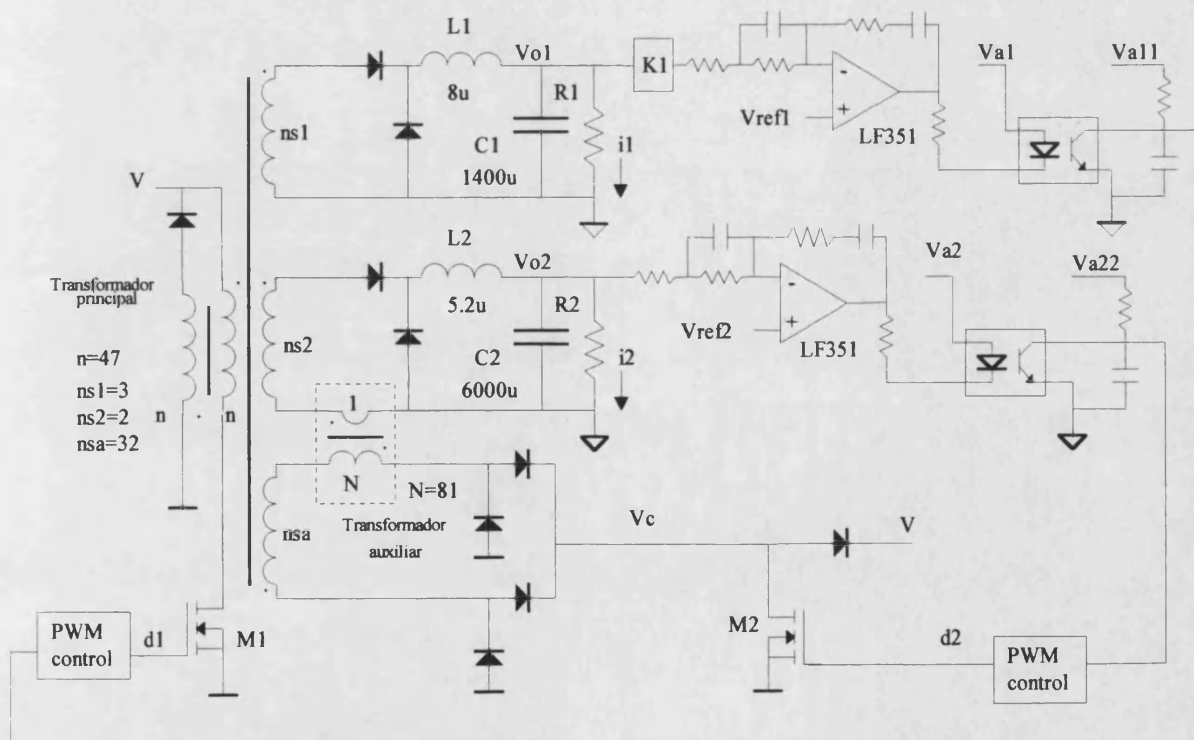 L1
Vo1
K1
Va1
Va11
8u
R1
ns1
Vref1
LF351
C1
i1
1400u
V
L2
Vo2
Va2
Va22
Transformador
principal
5.2u
R2
Vref2
LF351
n=47
ns2
C2
i2
ns1=3
6000u
ns2=2
n
n
1
nsa=32
N
N=81
nsa
Transformador
auxiliar
Vc
V
PWM
control
d1
M1
M2
d2
PWM
control